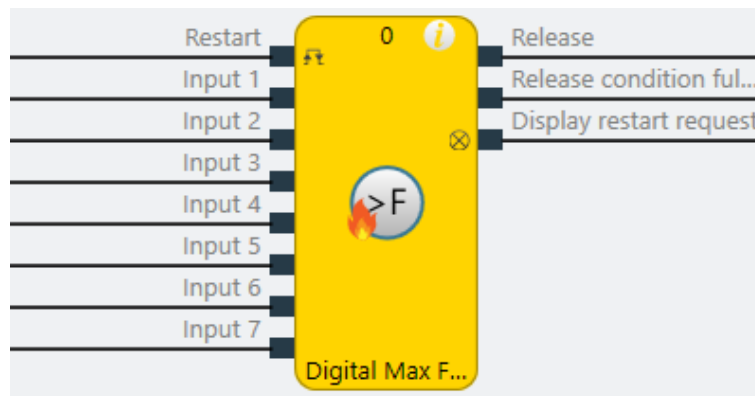 Restart
Input 1
Input 2
Input 3
Input 4
Input 5
Input 6
Input 7
0
i
>F
Digital Max F...
Release
Release condition ful...
Display restart request